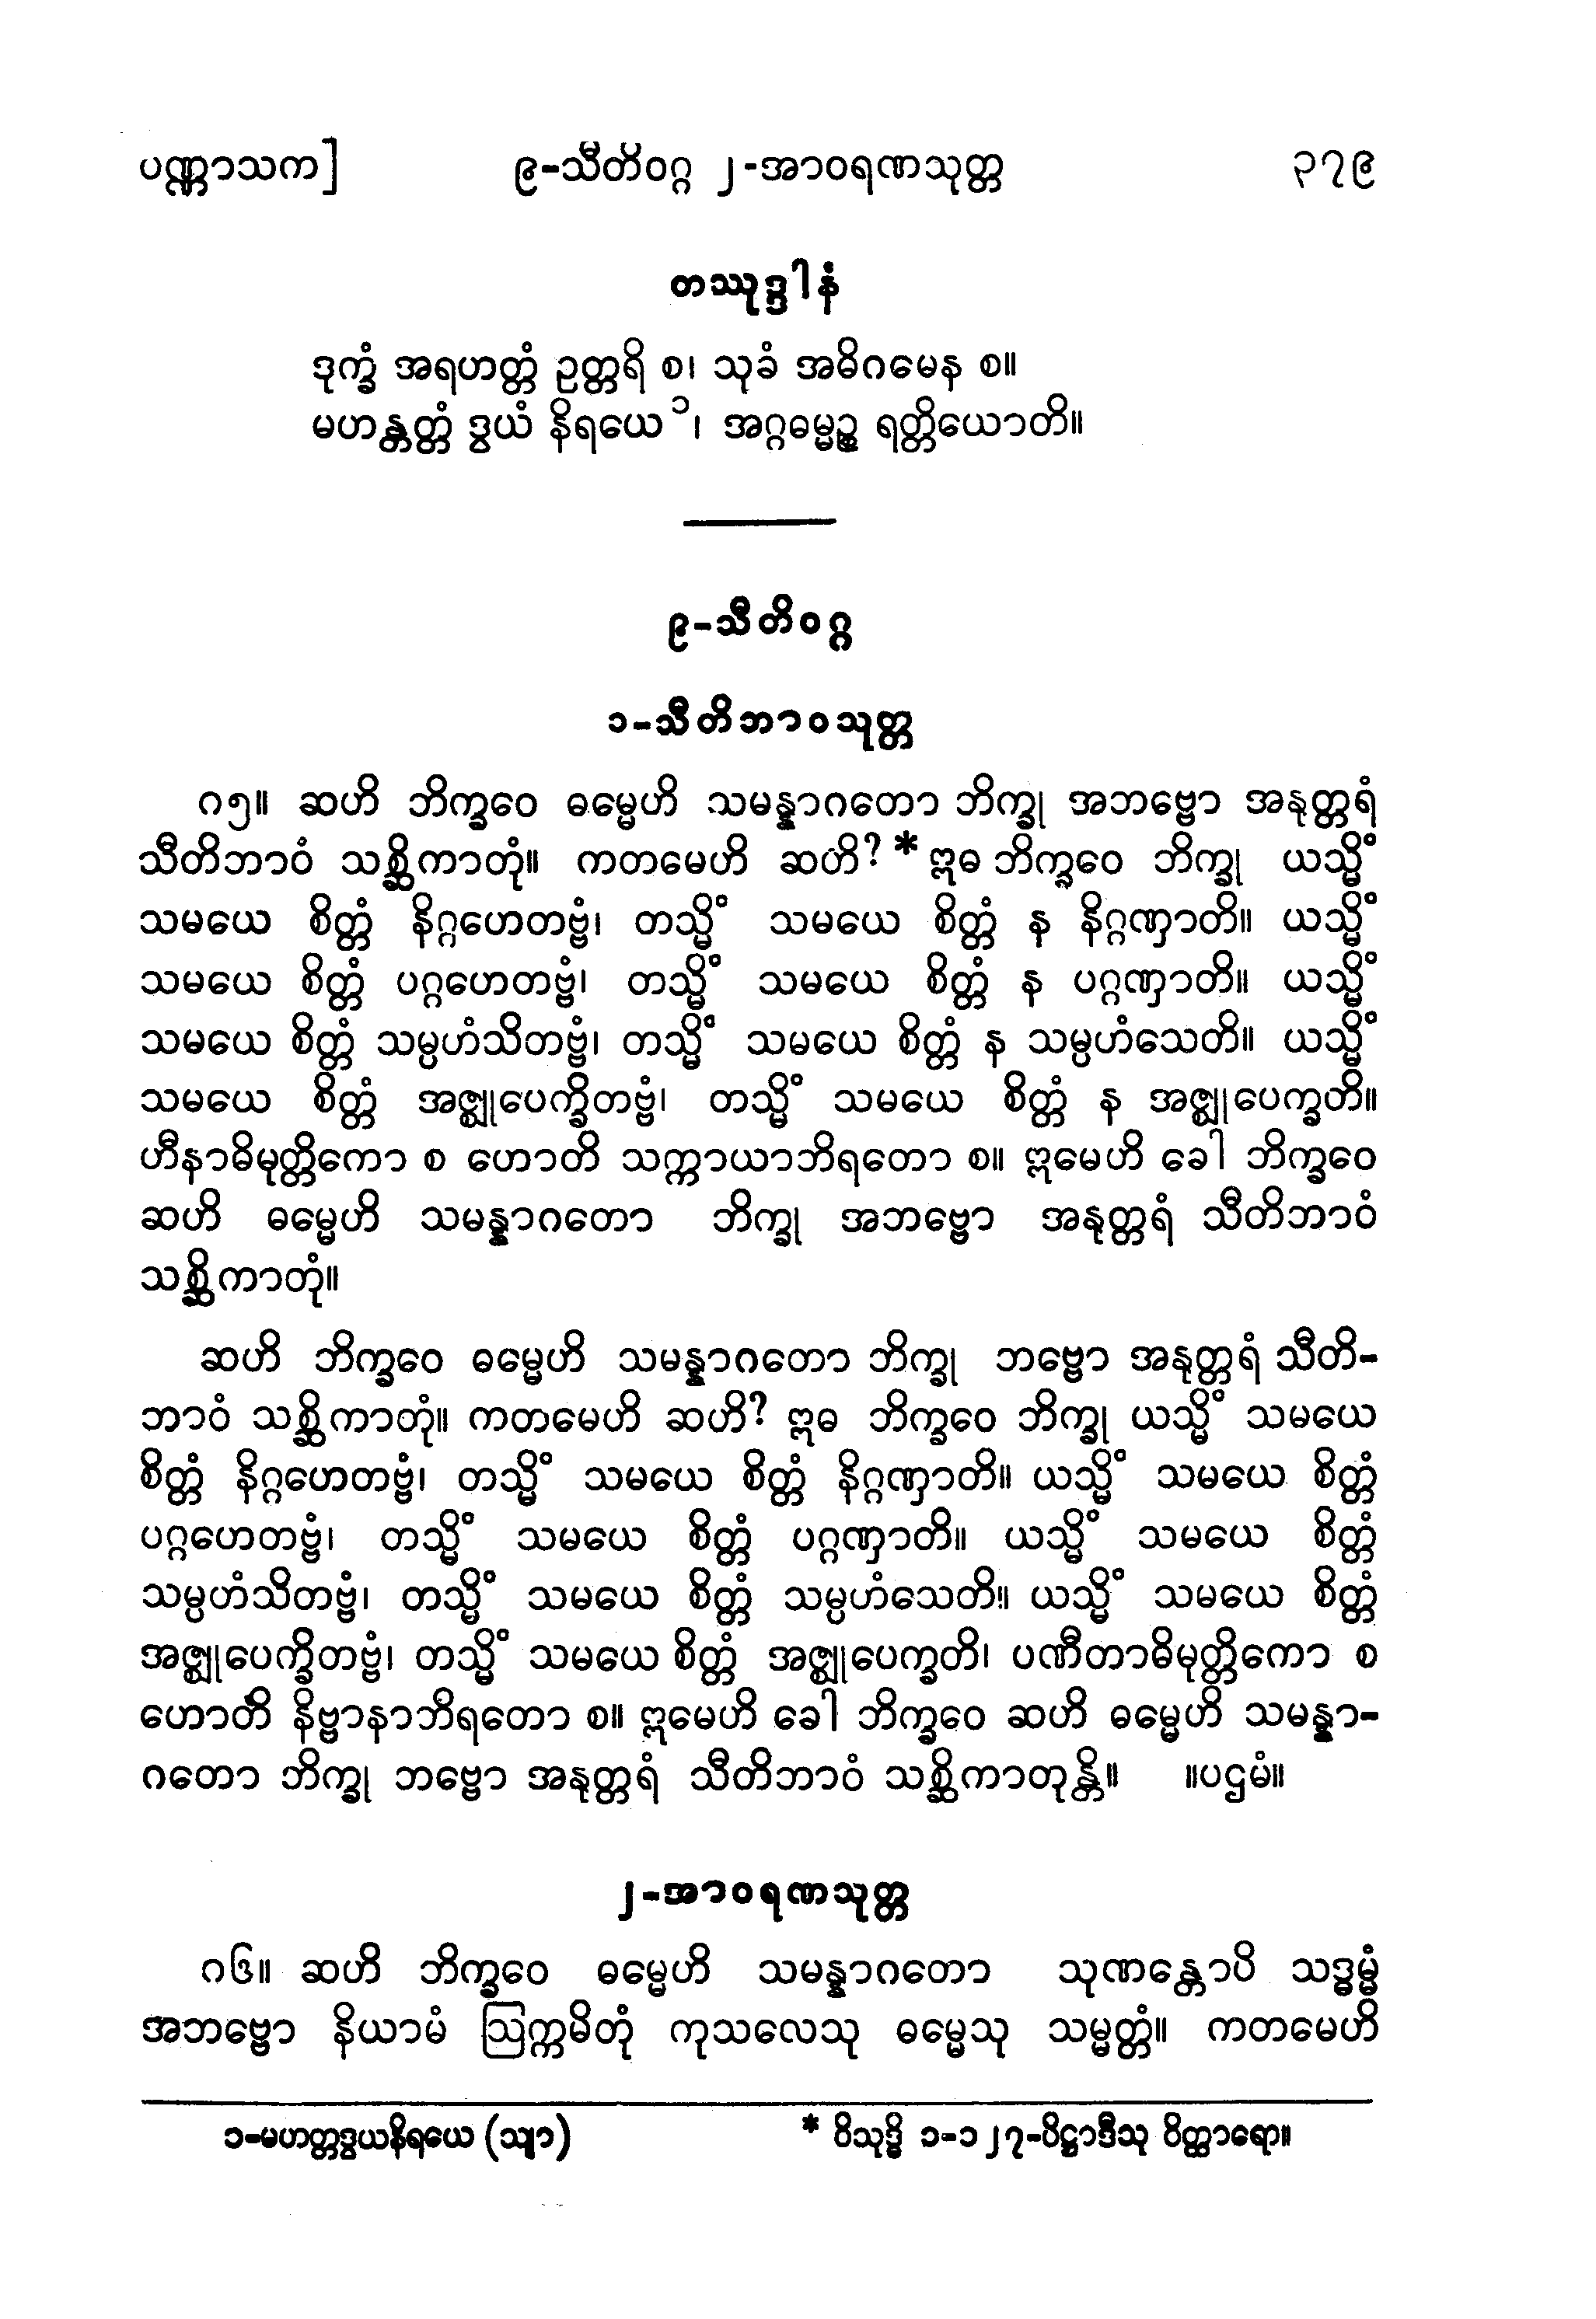 ပဏ္ဏာသက]	၉-သီတိဝဂ္ဂ ၂-အာဝရဏသုတ္တ	၃၇၉
တဿုဒ္ဒါနံ
ဒုက္ခံ အရဟတ္တံ ဥတ္တရိ စ၊ သုခံ အဓိဂမေန စ။
မဟန္တတ္တံ ဒွယံ နိရယေ၁၊ အဂ္ဂဓမ္မဉ္စ ရတ္တိယောတိ။
၉-သီတိဝဂ္ဂ
၁-သီတိဘာဝသုတ္တ
ဂ၅။ ဆဟိ ဘိက္ခဝေ ဓမ္မေဟိ သမန္နာဂတော ဘိက္ခု အဘဗ္ဗော အနုတ္တရံ
သီတိဘာဝံ သစ္ဆိကာတုံ။ ကတမေဟိ ဆဟိ?* ဣဓ ဘိက္ခဝေ ဘိက္ခု ယသ္မိံ
သမယေ စိတ္တံ နိဂ္ဂဟေတဗ္ဗံ၊ တသ္မိံ သမယေ စိတ္တံ န နိဂ္ဂဏှာတိ။ ယသ္မိံ
သမယေ စိတ္တံ ပဂ္ဂဟေတဗ္ဗံ၊ တသ္မိံ သမယေ စိတ္တံ န ပဂ္ဂဏှာတိ။ ယသ္မိံ
သမယေ စိတ္တံ သမ္ပဟံသိတဗ္ဗံ၊ တသ္မိံ သမယေ စိတ္တံ န သမ္ပဟံသေတိ။ ယသ္မိံ
သမယေ စိတ္တံ အဇ္ဈုပေက္ခိတဗ္ဗံ၊ တသ္မိံ သမယေ စိတ္တံ န အဇ္ဈုပေက္ခတိ။
ဟီနာဓိမုတ္တိကော စ ဟောတိ သက္ကာယာဘိရတော စ။ ဣမေဟိ ခေါ ဘိက္ခဝေ
ဆဟိ ဓမ္မေဟိ သမန္နာဂတော ဘိက္ခု အဘဗ္ဗော အနုတ္တရံ သီတိဘာဝံ
သစ္ဆိကာတုံ။
ဆဟိ ဘိက္ခဝေ ဓမ္မေဟိ သမန္နာဂတော ဘိက္ခု ဘဗ္ဗော အနုတ္တရံ သီတိ-
ဘာဝံ သစ္ဆိကာတုံ။ ကတမေဟိ ဆဟိ? ဣဓ ဘိက္ခဝေ ဘိက္ခု ယသ္မိံ သမယေ
စိတ္တံ နိဂ္ဂဟေတဗ္ဗံ၊ တသ္မိံ သမယေ စိတ္တံ နိဂ္ဂဏှာတိ။ ယသ္မိံ သမယေ စိတ္တံ
ပဂ္ဂဟေတဗ္ဗံ၊ တသ္မိံ သမယေ စိတ္တံ ပဂ္ဂဏှာတိ။ ယသ္မိံ သမယေ စိတ္တံ
သမ္ပဟံသိတဗ္ဗံ၊ တသ္မိံ သမယေ စိတ္တံ သမ္ပဟံသေတိ။ ယသ္မိံ သမယေ စိတ္တံ
အဇ္ဈုပေက္ခိတဗ္ဗံ၊ တသ္မိံ သမယေ စိတ္တံ အဇ္ဈုပေက္ခတိ၊ ပဏီတာဓိမုတ္တိကော စ
ဟောတိ နိဗ္ဗာနာဘိရတော စ။ ဣမေဟိ ခေါ ဘိက္ခဝေ ဆဟိ ဓမ္မေဟိ သမန္နာ-
ဂတော ဘိက္ခု ဘဗ္ဗော အနုတ္တရံ သီတိဘာဝံ သစ္ဆိကာတုန္တိ။ ။ပဌမံ။
၂-အာဝရဏသုတ္တ
ဂ၆။ ဆဟိ ဘိက္ခဝေ ဓမ္မေဟိ သမန္နာဂတော သုဏန္တောပိ သဒ္ဓမ္မံ
အဘဗ္ဗော နိယာမံ ဩက္ကမိတုံ ကုသလေသု ဓမ္မေသု သမ္မတ္တံ။ ကတမေဟိ
၁-မဟတ္တဒွယနိရယေ (သျာ)	* ဝိသုဒ္ဓိ ၁-၁၂၇-ပိဋ္ဌာဒီသု ဝိတ္ထာရော။